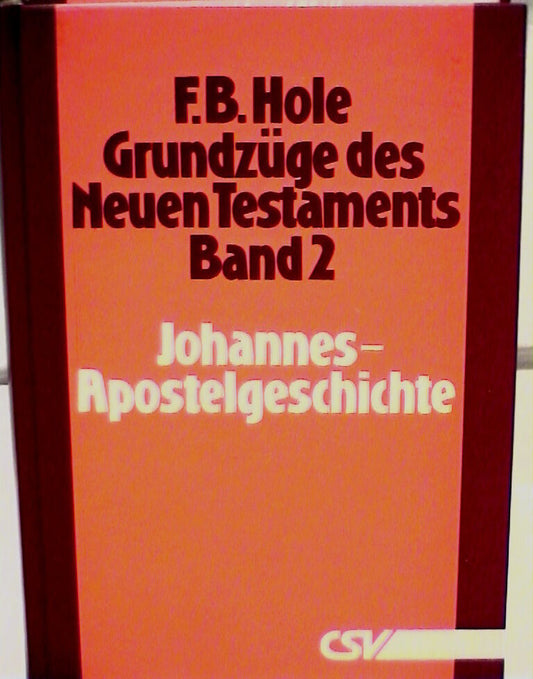 F.B. Hole
Grundzüge des
Neuen Testaments
Band 2
Johannes–
Apostelgeschichte
CSV